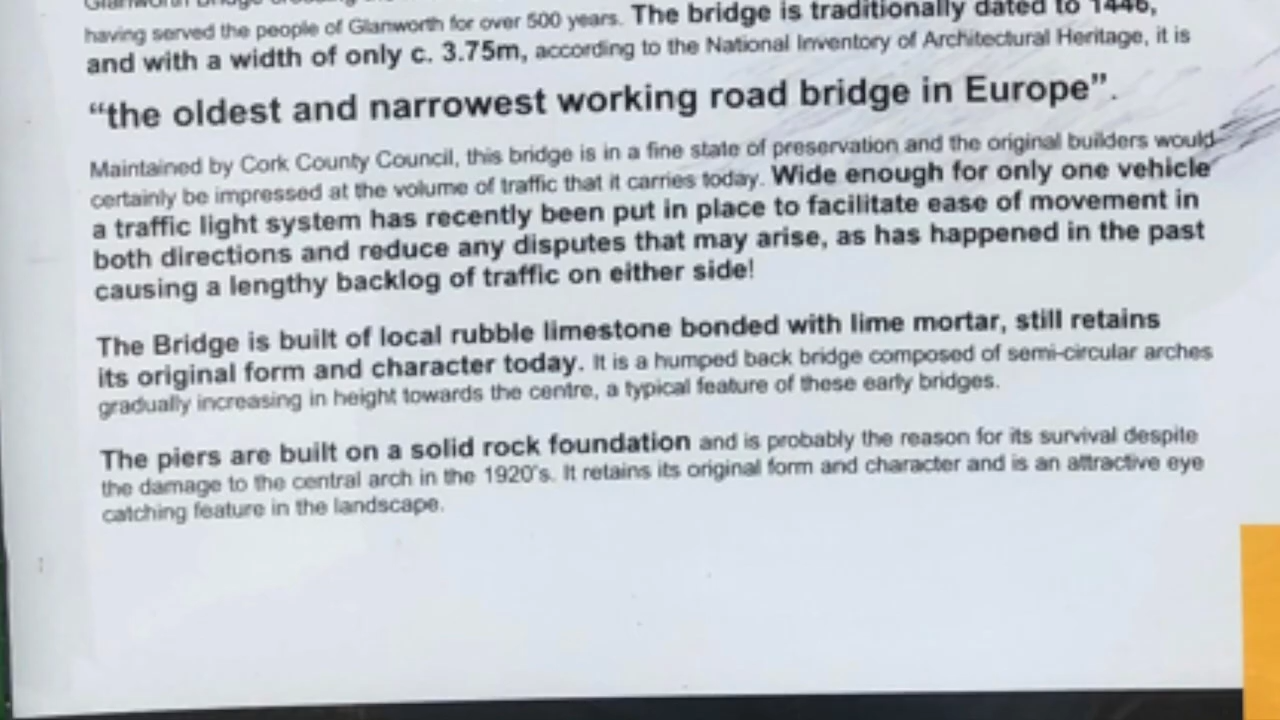 Glanworth Bridge crossing the
having served the people of Glanworth for over 500 years. The bridge is traditionally dated to 1446,
and with a width of only c. 3.75m, according to the National Inventory of Architectural Heritage, it is
“the oldest and narrowest working road bridge in Europe”.
Maintained by Cork County Council, this bridge is in a fine state of preservation and the original builders would
certainly be impressed at the volume of traffic that it carries today. Wide enough for only one vehicle
a traffic light system has recently been put in place to facilitate ease of movement in
both directions and reduce any disputes that may arise, as has happened in the past
causing a lengthy backlog of traffic on either side!
The Bridge is built of local rubble limestone bonded with lime mortar, still retains
its original form and character today. It is a humped back bridge composed of semi-circular arches
gradually increasing in height towards the centre, a typical feature of these early bridges.
The piers are built on a solid rock foundation and is probably the reason for its survival despite
the damage to the central arch in the 1920's. It retains its original form and character and is an attractive eye
catching feature in the landscape.